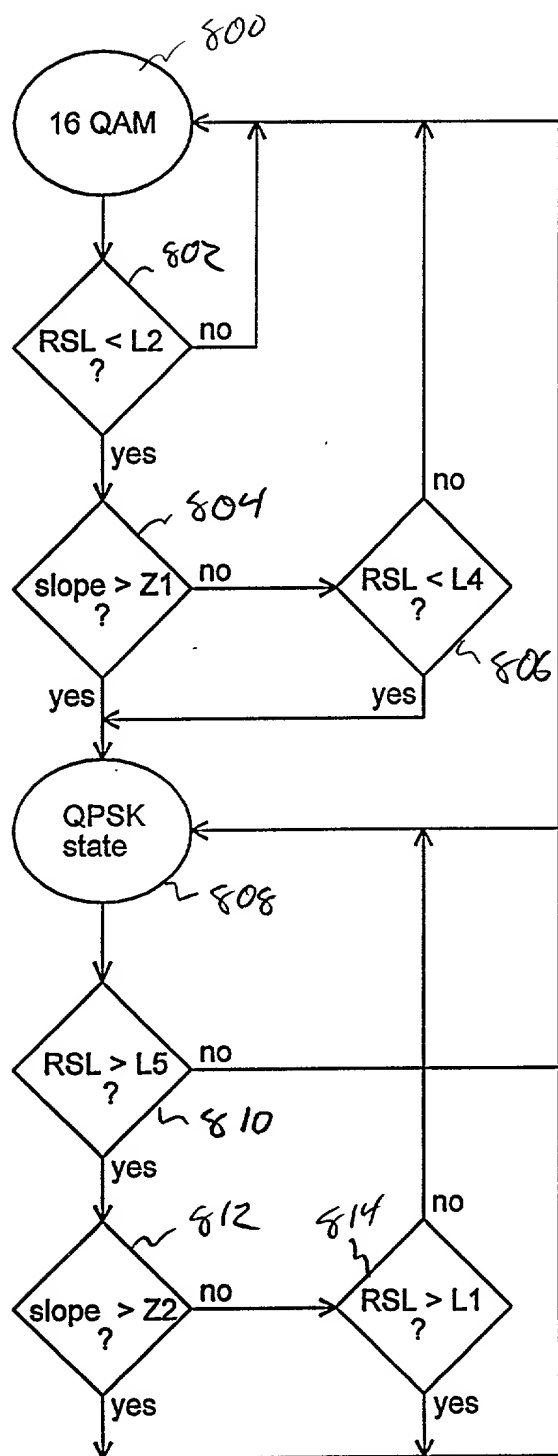 800
16 QAM
802
RSL < L2
?
no
yes
804
slope > Z1
?
no
RSL < L4
?
no
806
yes
yes
QPSK
state
808
RSL > L5
?
no
810
yes
812
slope > Z2
?
no
814
RSL > L1
?
no
yes
yes